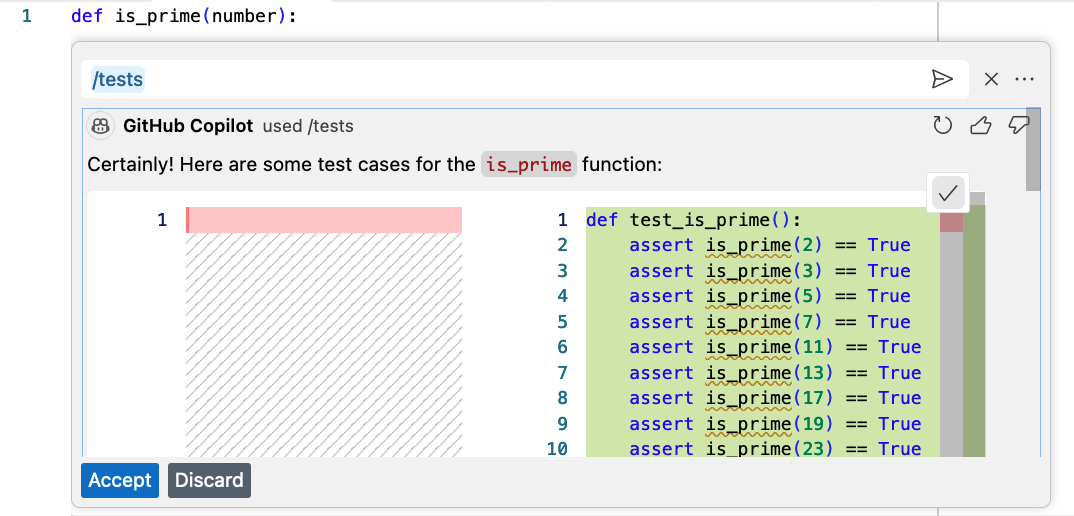 1 def is_prime(number):
/tests
GitHub Copilot used /tests
Certainly! Here are some test cases for the is_prime function:
1
1 def test_is_prime():
2 assert is_prime(2) == True
3 assert is_prime(3) == True
4 assert is_prime(5) == True
5 assert is_prime(7) == True
6 assert is_prime(11) == True
7 assert is_prime(13) == True
8 assert is_prime(17) == True
9 assert is_prime(19) == True
10 assert is_prime(23) == True
Accept Discard